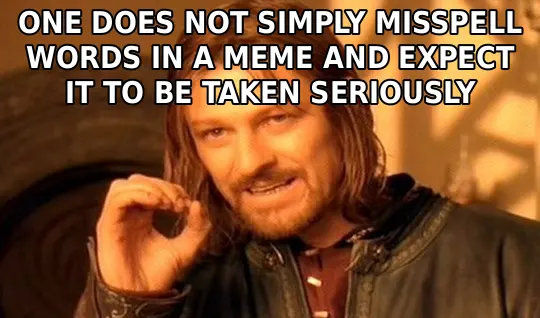 ONE DOES NOT SIMPLY MISSPELL
WORDS IN A MEME AND EXPECT
IT TO BE TAKEN SERIOUSLY